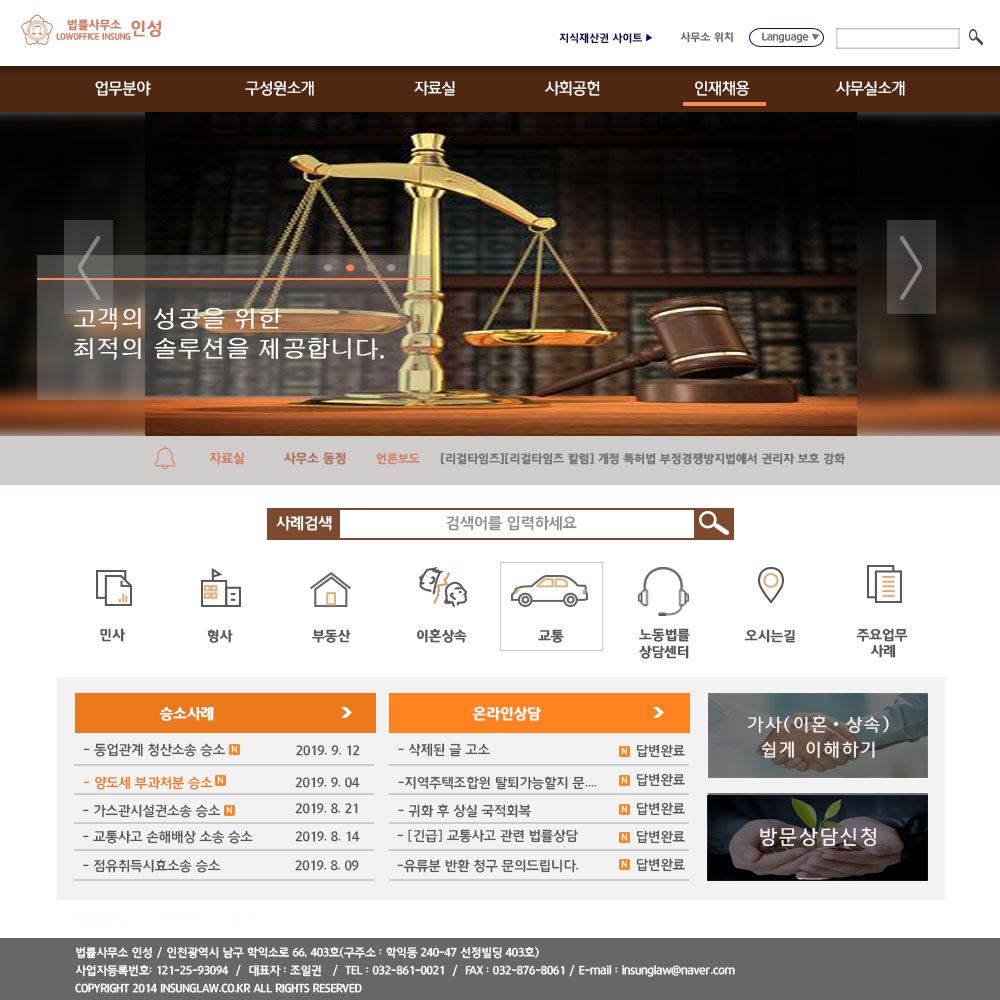 법률사무소 인성
LOWOFFICE INSUNG
지식재산권 사이트 ▶
사무소 위치
Language ▼
업무분야
구성원소개
자료실
사회공헌
인재채용
사무실소개
고객의 성공을 위한
최적의 솔루션을 제공합니다.
자료실
사무소 동정
언론보도
[리걸타임즈][리걸타임즈 칼럼] 개정 특허법 부정경쟁방지법에서 권리자 보호 강화
사례검색
검색어를 입력하세요
민사
형사
부동산
이혼상속
교통
노동법률
상담센터
오시는길
주요업무
사례
승소사례
- 동업관계 청산소송 승소 N 2019. 9. 12
- 양도세 부과처분 승소 N 2019. 9. 04
- 가스관시설권소송 승소 N 2019. 8. 21
- 교통사고 손해배상 소송 승소 2019. 8. 14
- 점유취득시효소송 승소 2019. 8. 09
온라인상담
- 삭제된 글 고소 N 답변완료
-지역주택조합원 탈퇴가능할지 문.... N 답변완료
- 귀화 후 상실 국적회복 N 답변완료
- [긴급] 교통사고 관련 법률상담 N 답변완료
-유류분 반환 청구 문의드립니다. N 답변완료
가사(이혼・상속)
쉽게 이해하기
방문상담신청
법률사무소 인성 / 인천광역시 남구 학익소로 66, 403호(구주소 : 학익동 240-47 선정빌딩 403호)
사업자등록번호: 121-25-93094 / 대표자 : 조일권 / TEL : 032-861-0021 / FAX : 032-876-8061 / E-mail : insunglaw@naver.com
COPYRIGHT 2014 INSUNGLAW.CO.KR ALL RIGHTS RESERVED